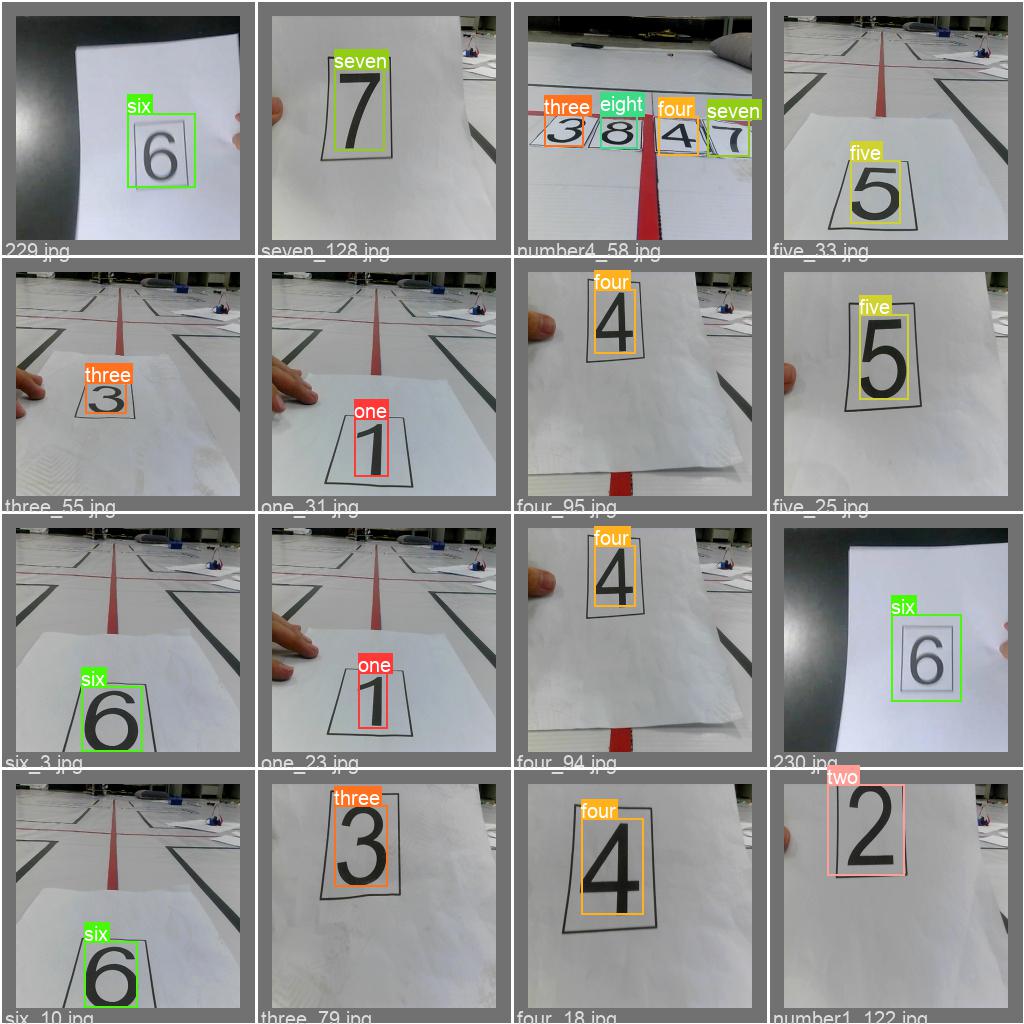 six
6
229.jpg
seven
7
seven_128.jpg
three eight four seven
3 8 4 7
number4_58.jpg
five
5
five_33.jpg
three
3
three_55.jpg
one
1
one_31.jpg
four
4
four_95.jpg
five
5
five_25.jpg
six
6
six_3.jpg
one
1
one_23.jpg
four
4
four_94.jpg
six
6
230.jpg
six
6
six_10.jpg
three
3
three_79.jpg
four
4
four_18.jpg
two
2
number1_122.jpg